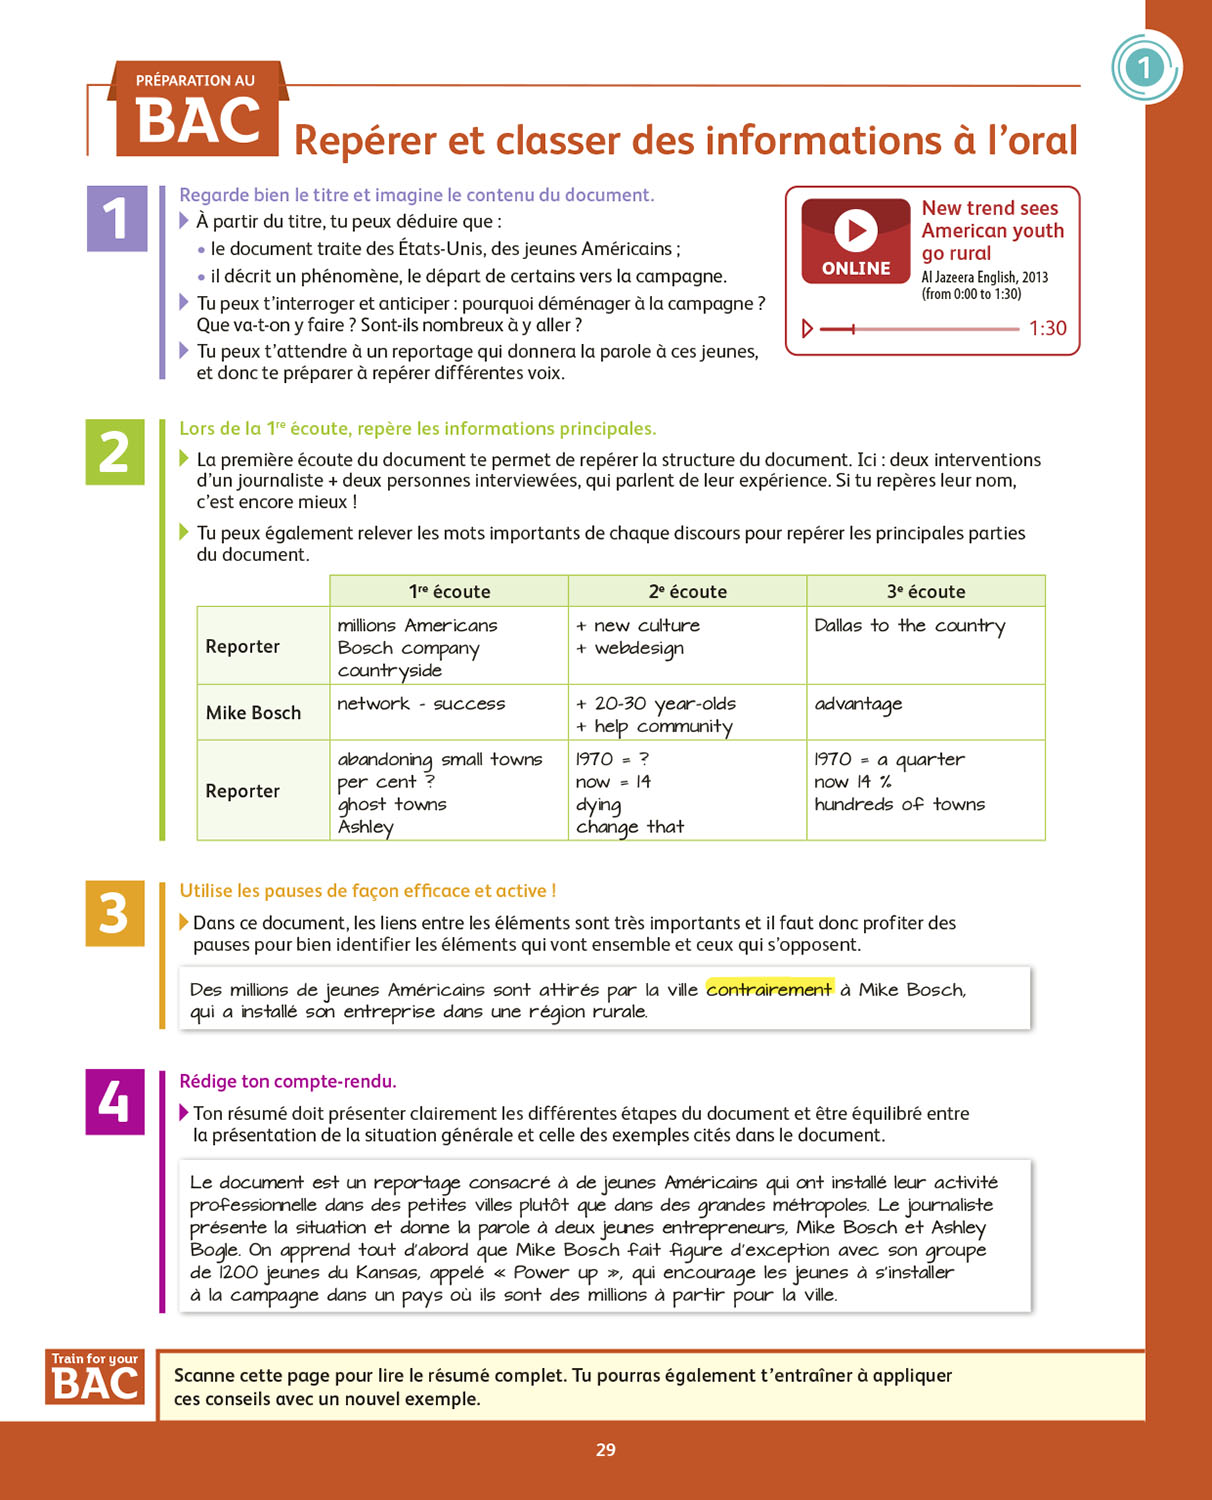 1
PRÉPARATION AU
BAC
Repérer et classer des informations à l'oral
1
Regarde bien le titre et imagine le contenu du document.
À partir du titre, tu peux déduire que :
• le document traite des États-Unis, des jeunes Américains ;
• il décrit un phénomène, le départ de certains vers la campagne.
Tu peux t'interroger et anticiper : pourquoi déménager à la campagne ?
Que va-t-on y faire ? Sont-ils nombreux à y aller ?
Tu peux t'attendre à un reportage qui donnera la parole à ces jeunes,
et donc te préparer à repérer différentes voix.
ONLINE
New trend sees
American youth
go rural
Al Jazeera English, 2013
(from 0:00 to 1:30)
1:30
2
Lors de la 1re écoute, repère les informations principales.
La première écoute du document te permet de repérer la structure du document. Ici : deux interventions
d'un journaliste + deux personnes interviewées, qui parlent de leur expérience. Si tu repères leur nom,
c'est encore mieux !
Tu peux également relever les mots importants de chaque discours pour repérer les principales parties
du document.
1re écoute 2e écoute 3e écoute
Reporter
millions Americans
Bosch company
countryside
+ new culture
+ webdesign
Dallas to the country
Mike Bosch
network - success
+ 20-30 year-olds
+ help community
advantage
Reporter
abandoning small towns
per cent ?
ghost towns
Ashley
1970 = ?
now = 14
dying
change that
1970 = a quarter
now 14 %
hundreds of towns
3
Utilise les pauses de façon efficace et active !
Dans ce document, les liens entre les éléments sont très importants et il faut donc profiter des
pauses pour bien identifier les éléments qui vont ensemble et ceux qui s'opposent.
Des millions de jeunes Américains sont attirés par la ville contrairement à Mike Bosch,
qui a installé son entreprise dans une région rurale.
4
Rédige ton compte-rendu.
Ton résumé doit présenter clairement les différentes étapes du document et être équilibré entre
la présentation de la situation générale et celle des exemples cités dans le document.
Le document est un reportage consacré à de jeunes Américains qui ont installé leur activité
professionnelle dans des petites villes plutôt que dans des grandes métropoles. Le journaliste
présente la situation et donne la parole à deux jeunes entrepreneurs, Mike Bosch et Ashley
Bogle. On apprend tout d'abord que Mike Bosch fait figure d'exception avec son groupe
de 1200 jeunes du Kansas, appelé « Power up », qui encourage les jeunes à s'installer
à la campagne dans un pays où ils sont des millions à partir pour la ville.
Train for your
BAC
Scanne cette page pour lire le résumé complet. Tu pourras également t'entraîner à appliquer
ces conseils avec un nouvel exemple.
29